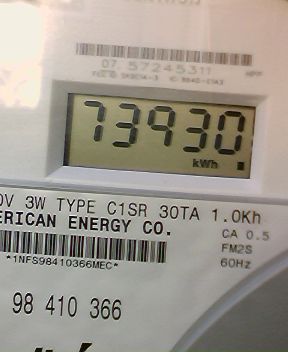 07 57245311
73930
kWh
0V 3W TYPE C1SR 30TA 1.0Kh
ERICAN ENERGY CO.
CA 0.5
FM2S
*1NFS98410366MEC*
60Hz
98 410 366